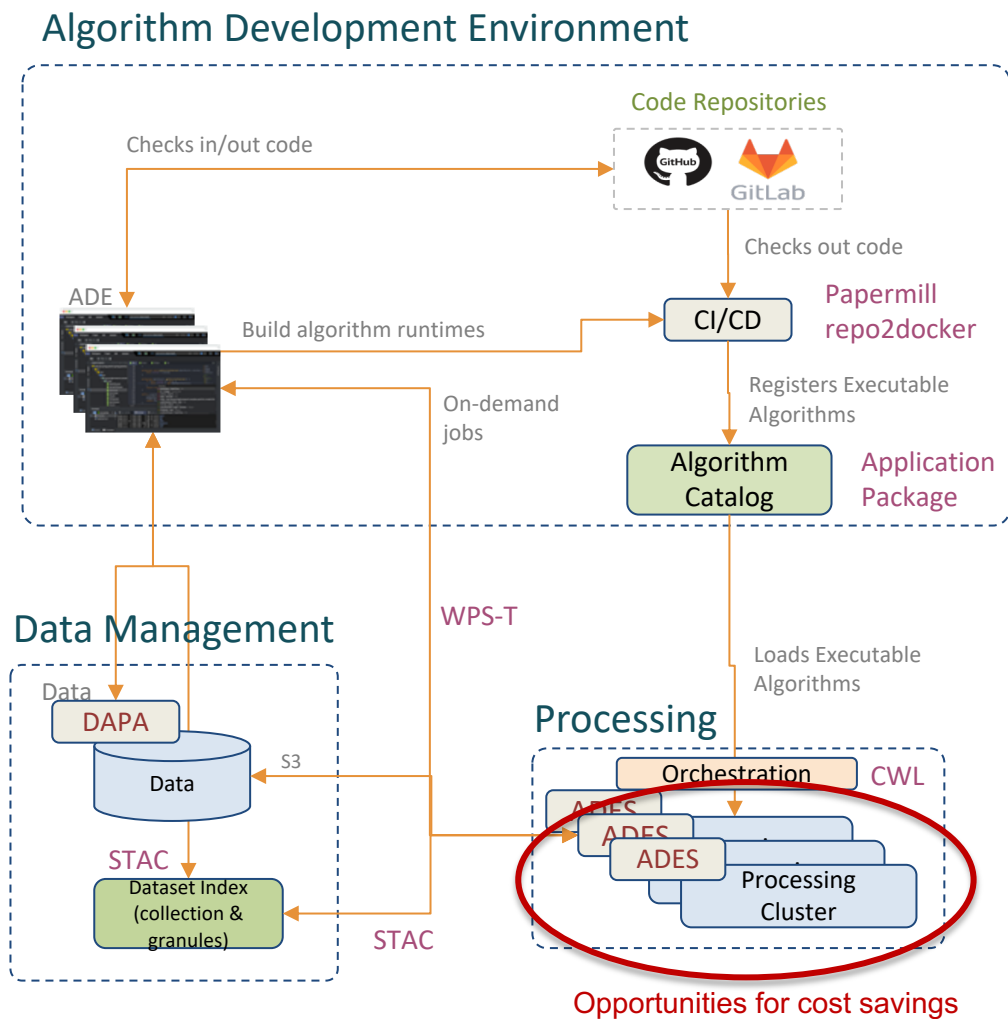 Algorithm Development Environment
Code Repositories
Checks in/out code
GitHub
GitLab
Checks out code
ADE
Build algorithm runtimes
CI/CD
Papermill
repo2docker
On-demand
jobs
Registers Executable
Algorithms
Algorithm
Catalog
Application
Package
WPS-T
Data Management
Loads Executable
Algorithms
Data
DAPA
Processing
S3
Data
Orchestration
CWL
ADES
ADES
ADES
STAC
Dataset Index
(collection &
granules)
Processing
Cluster
STAC
Opportunities for cost savings